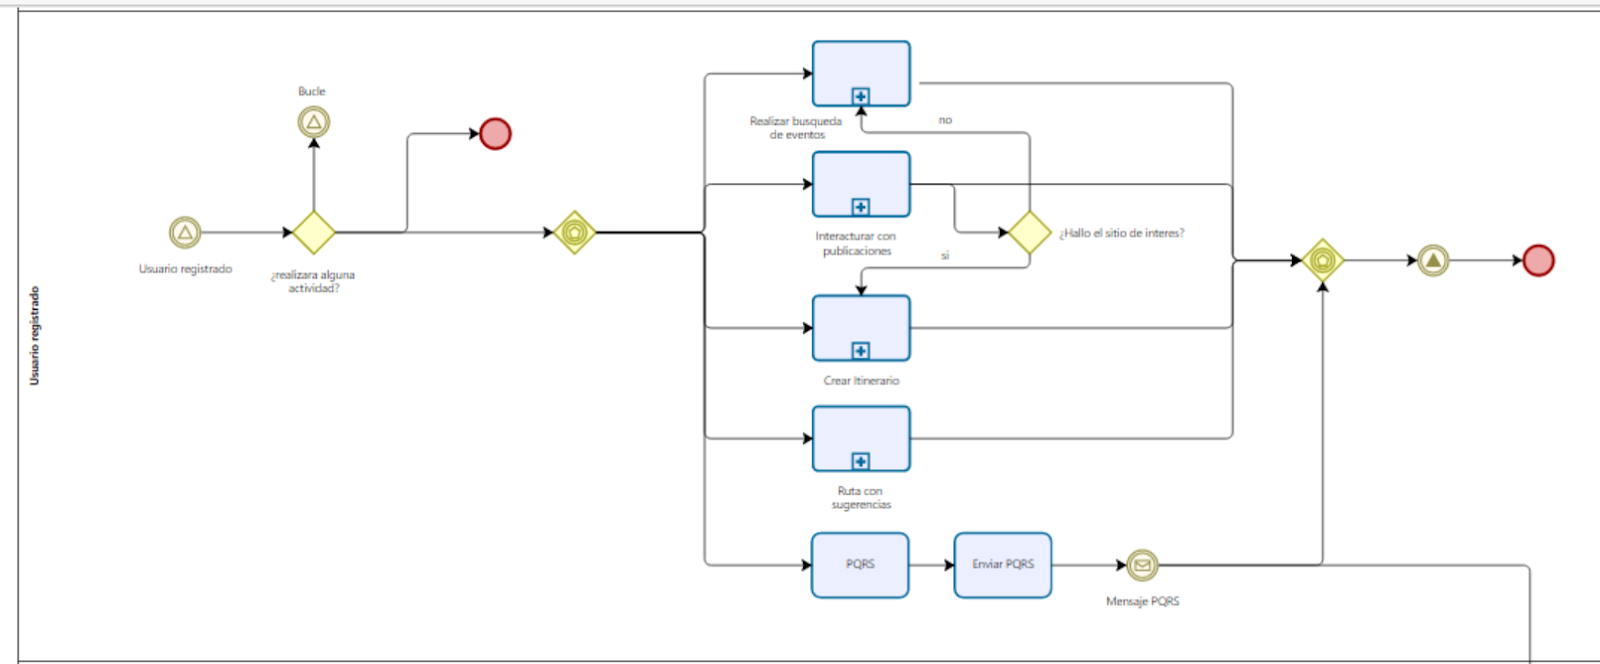 Usuario registrado
Bucle
Usuario registrado
¿realizara alguna
actividad?
Realizar busqueda
de eventos
no
Interacturar con
publicaciones
¿Hallo el sitio de interes?
si
Crear Itinerario
Ruta con
sugerencias
PQRS
Enviar PQRS
Mensaje PQRS